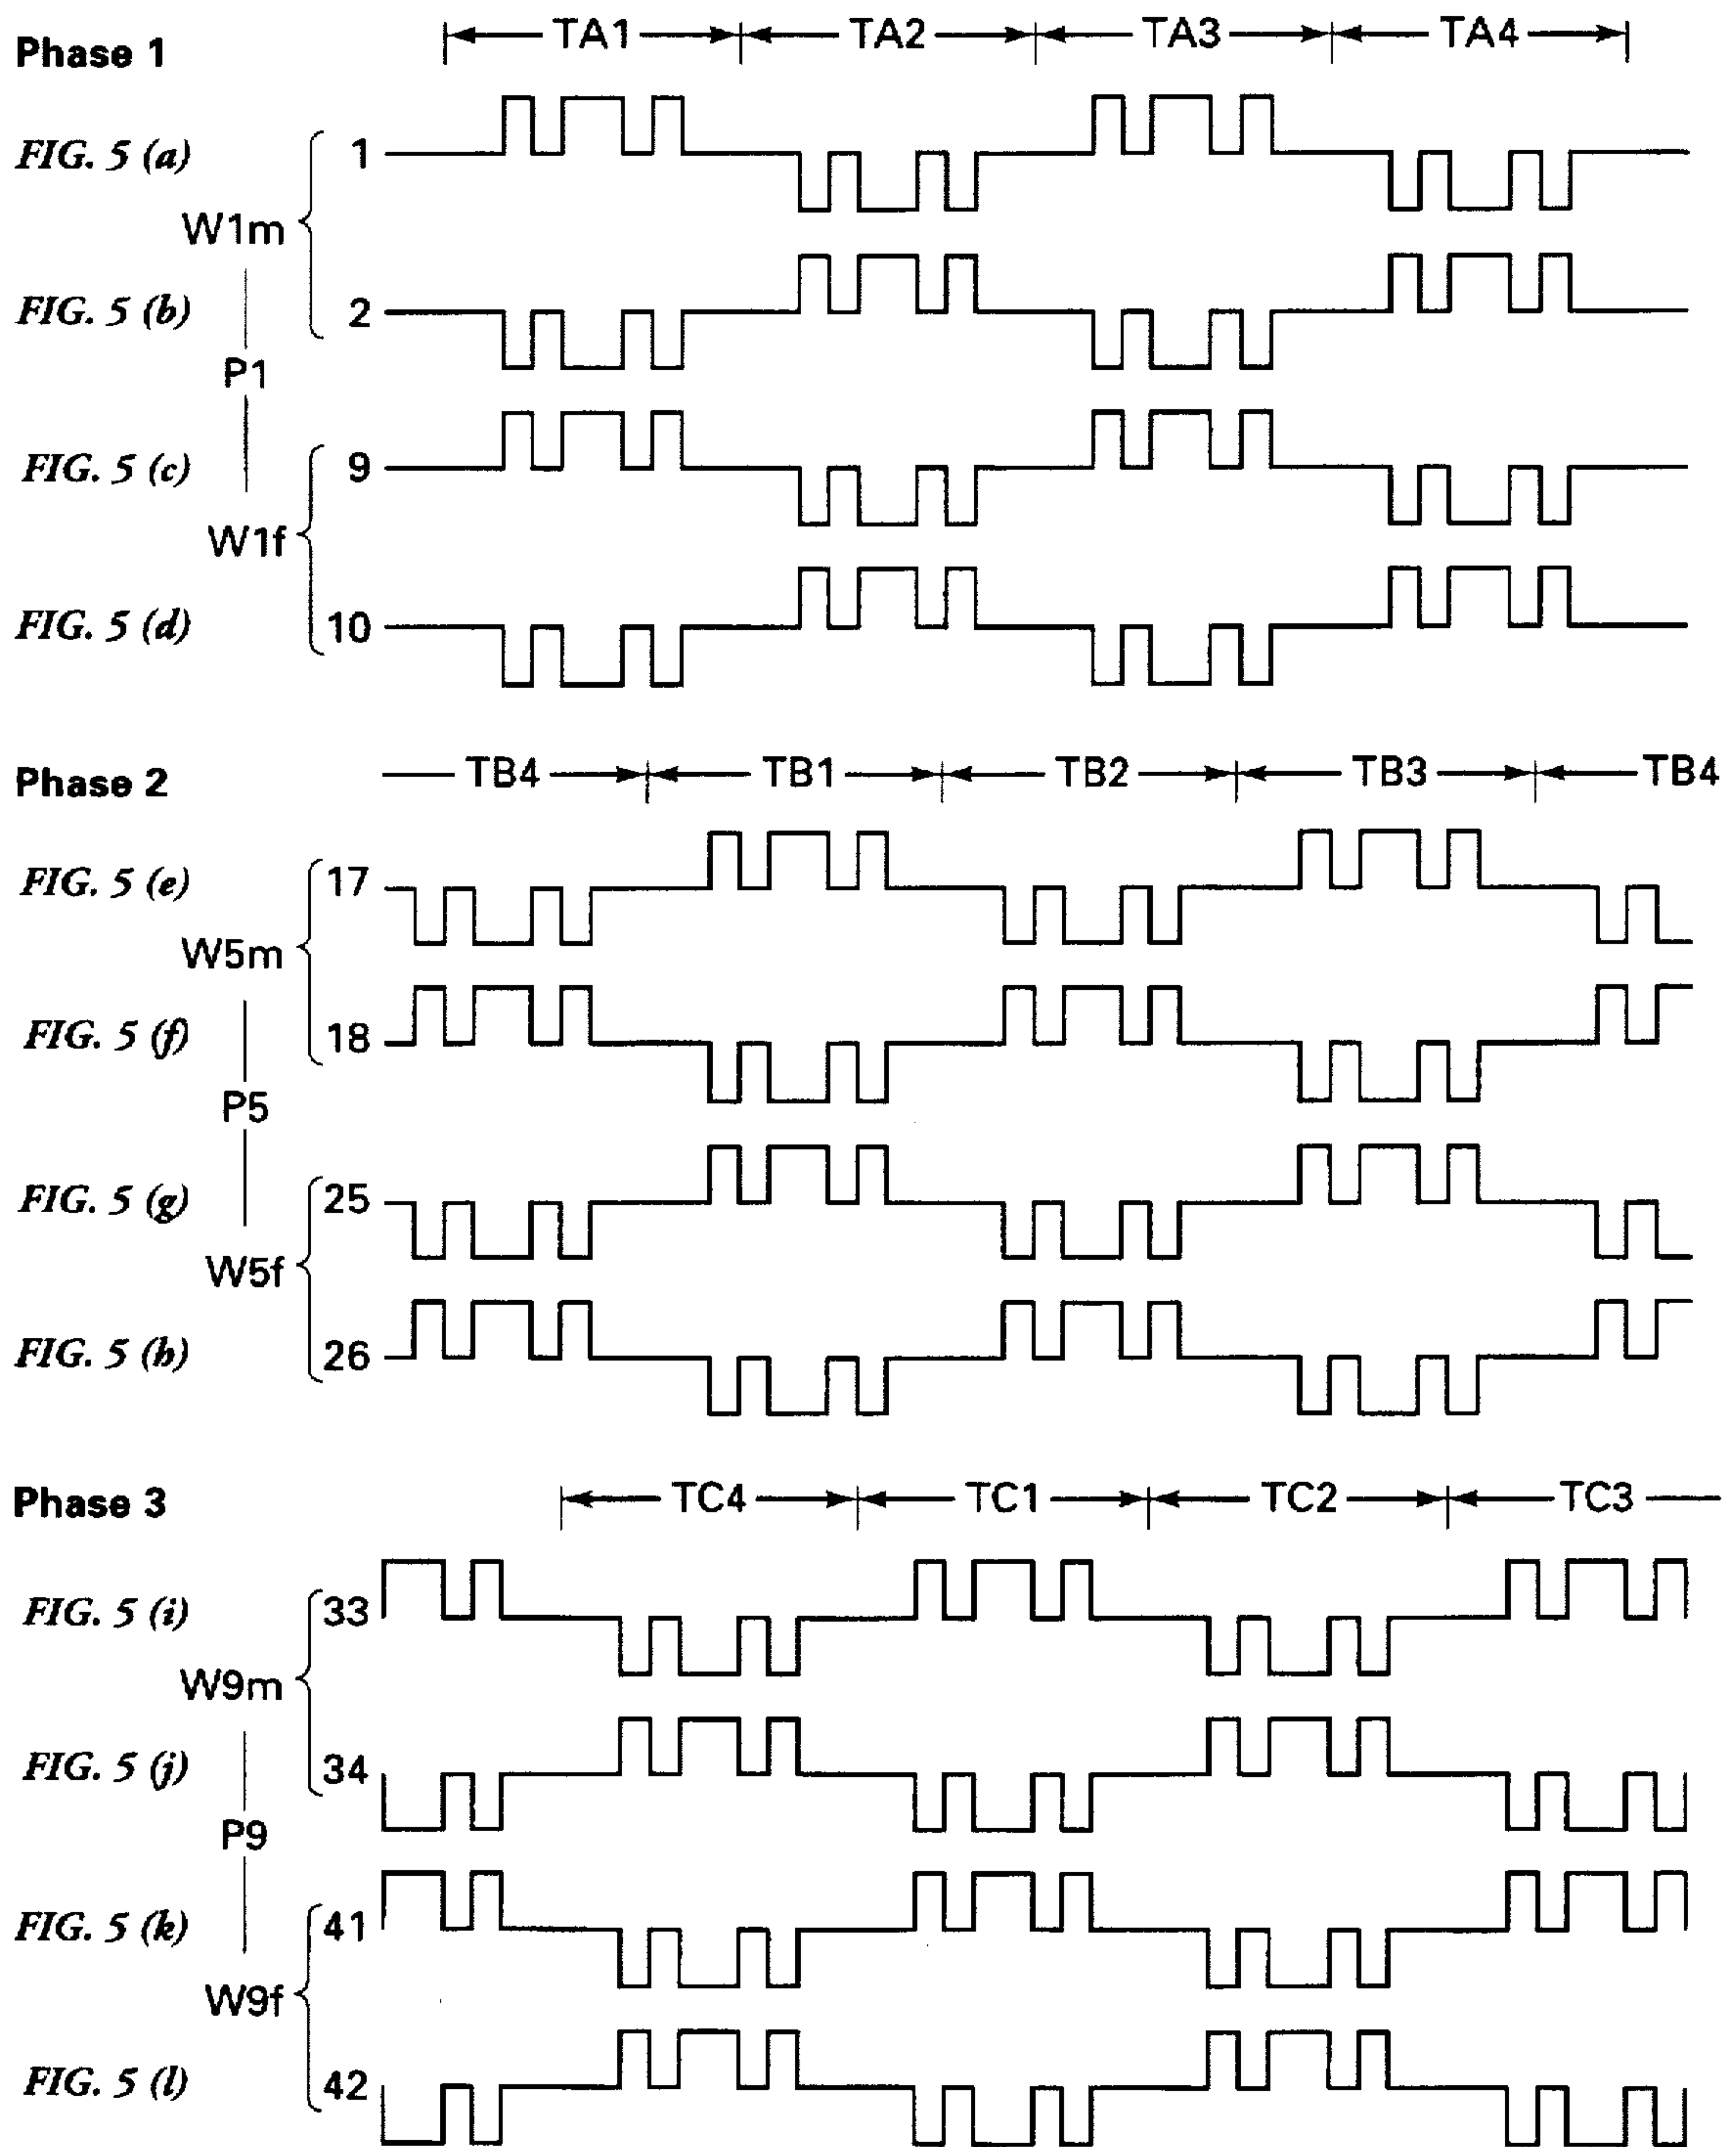 Phase 1
TA1 TA2 TA3 TA4
FIG. 5 (a) 1
W1m
FIG. 5 (b) 2
P1
FIG. 5 (c) 9
W1f
FIG. 5 (d) 10
Phase 2
TB4 TB1 TB2 TB3 TB4
FIG. 5 (e) 17
W5m
FIG. 5 (f) 18
P5
FIG. 5 (g) 25
W5f
FIG. 5 (h) 26
Phase 3
TC4 TC1 TC2 TC3
FIG. 5 (i) 33
W9m
FIG. 5 (j) 34
P9
FIG. 5 (k) 41
W9f
FIG. 5 (l) 42